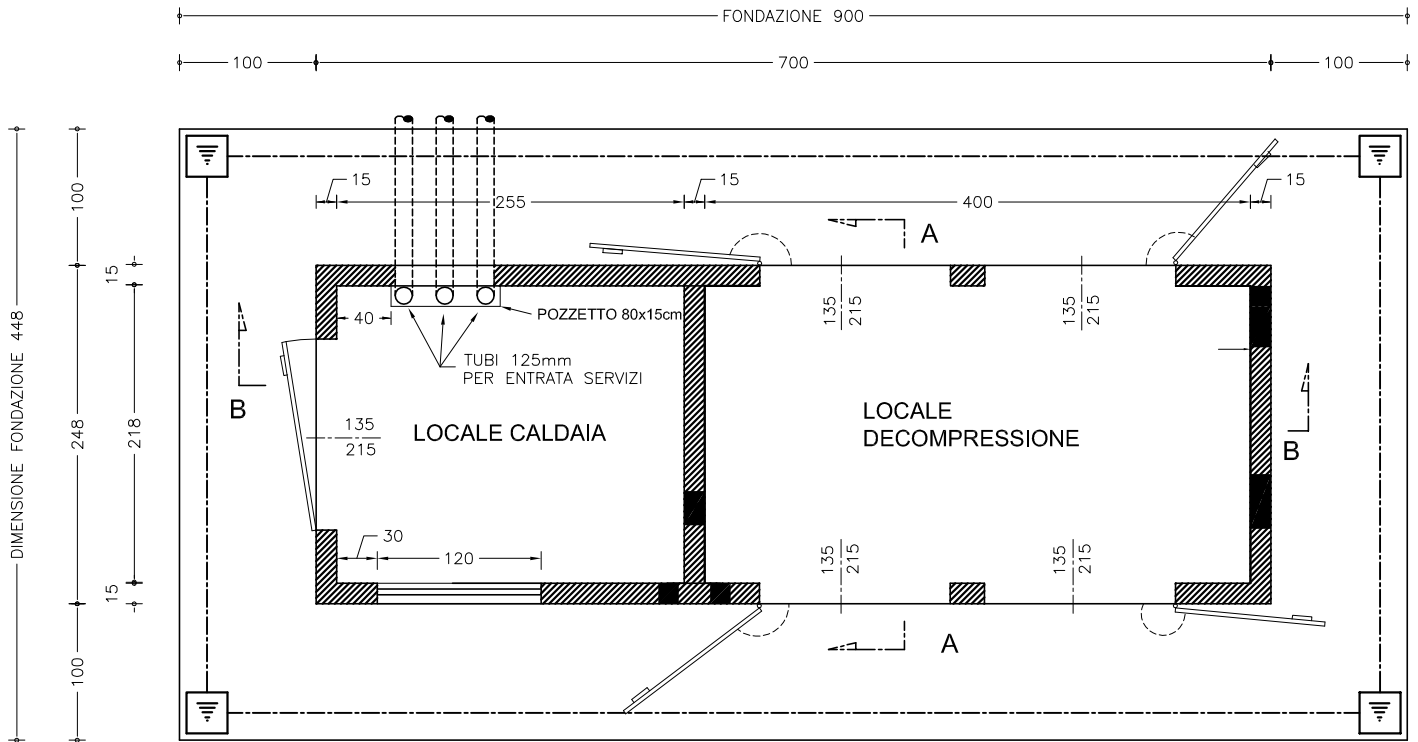 FONDAZIONE 900
100
700
100
DIMENSIONE FONDAZIONE 448
100
248
100
15
218
15
15
255
15
400
15
A
135
215
135
215
40
POZZETTO 80x15cm
TUBI 125mm
PER ENTRATA SERVIZI
B
135
215
LOCALE CALDAIA
LOCALE
DECOMPRESSIONE
B
30
120
135
215
135
215
A